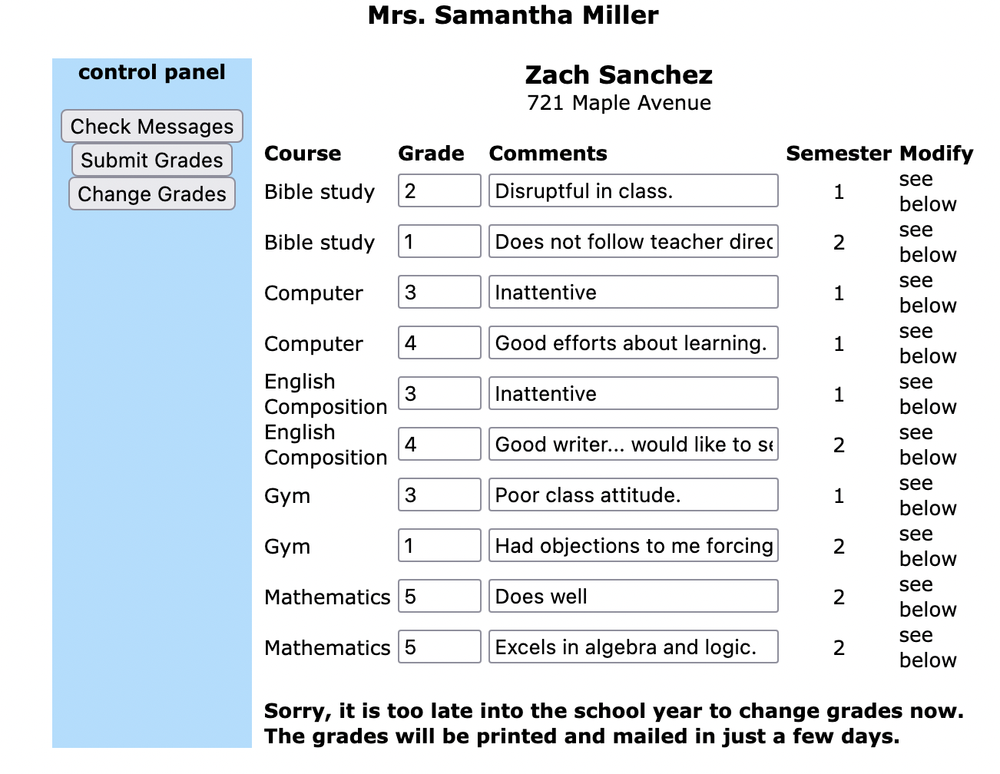 Mrs. Samantha Miller
control panel
Check Messages
Submit Grades
Change Grades
Zach Sanchez
721 Maple Avenue
Course Grade Comments Semester Modify
Bible study 2 Disruptful in class. 1 see below
Bible study 1 Does not follow teacher direc 2 see below
Computer 3 Inattentive 1 see below
Computer 4 Good efforts about learning. 1 see below
English Composition 3 Inattentive 1 see below
English Composition 4 Good writer... would like to se 2 see below
Gym 3 Poor class attitude. 1 see below
Gym 1 Had objections to me forcing 2 see below
Mathematics 5 Does well 2 see below
Mathematics 5 Excels in algebra and logic. 2 see below
Sorry, it is too late into the school year to change grades now.
The grades will be printed and mailed in just a few days.